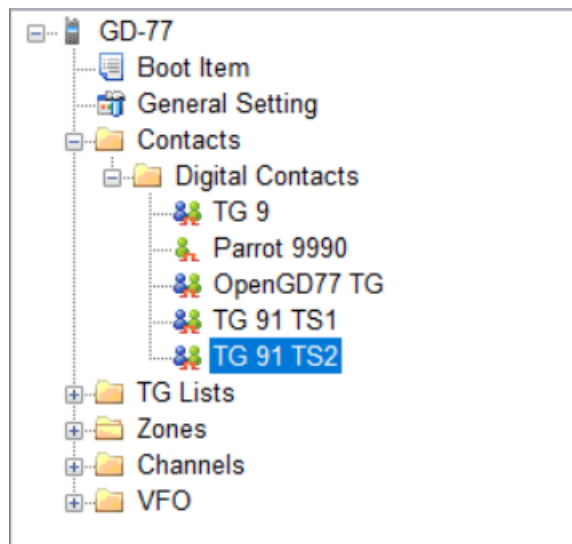 GD-77
Boot Item
General Setting
Contacts
Digital Contacts
TG 9
Parrot 9990
OpenGD77 TG
TG 91 TS1
TG 91 TS2
TG Lists
Zones
Channels
VFO